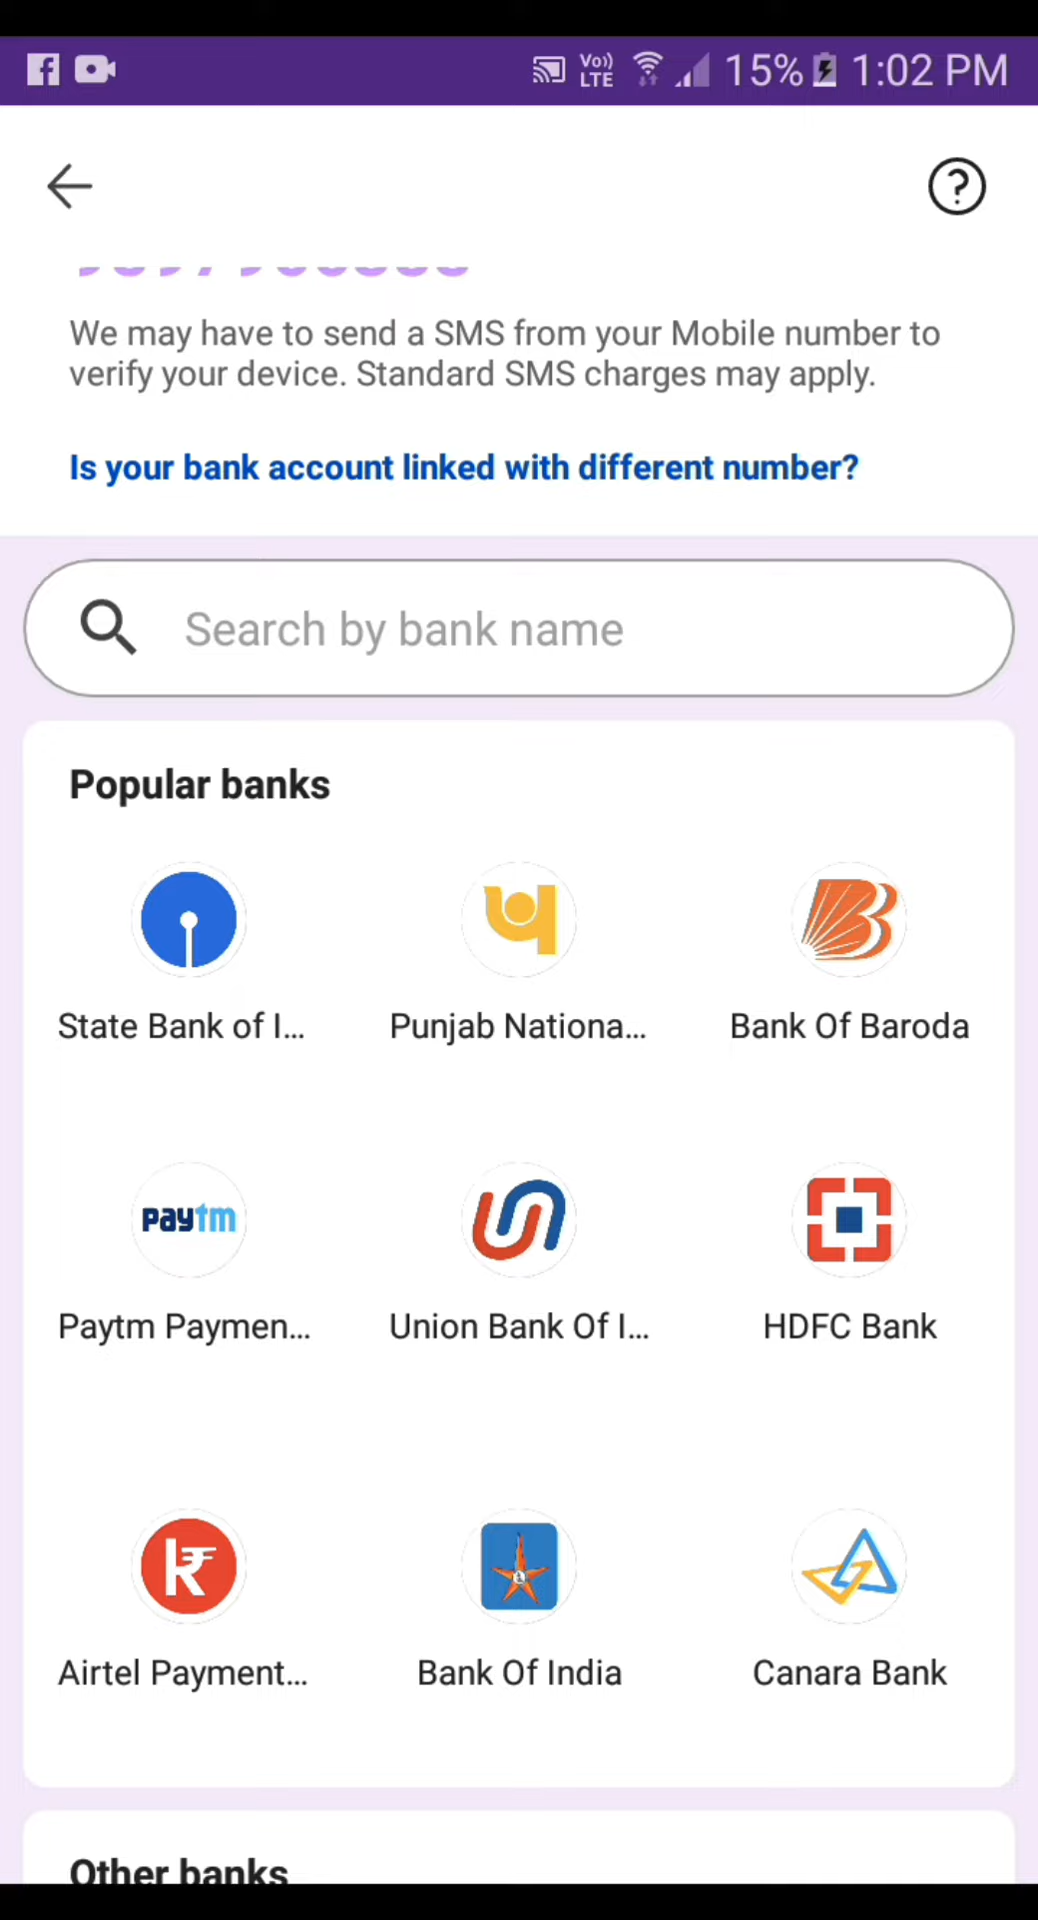 Vo))
LTE
15%
1:02 PM
We may have to send a SMS from your Mobile number to
verify your device. Standard SMS charges may apply.
Is your bank account linked with different number?
Search by bank name
Popular banks
State Bank of I...
Punjab Nationa...
Bank Of Baroda
paytm
Paytm Paymen...
Union Bank Of I...
HDFC Bank
Airtel Payment...
Bank Of India
Canara Bank
Other banks